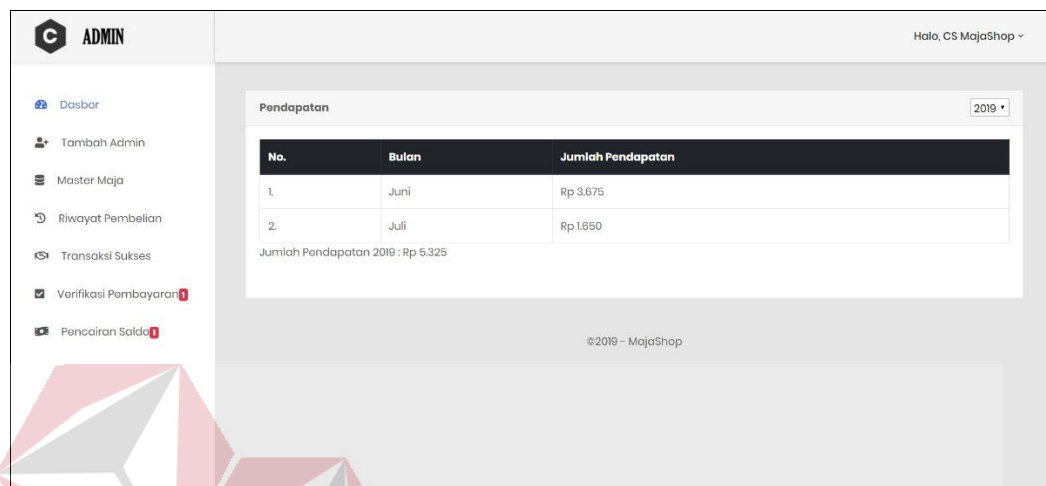 C ADMIN
Halo, CS MajaShop
Dasbor
Tambah Admin
Master Maja
Riwayat Pembelian
Transaksi Sukses
Verifikasi Pembayaran 1
Pencairan Saldo 1
Pendapatan
2019
No. Bulan Jumlah Pendapatan
1. Juni Rp 3.675
2. Juli Rp 1.650
Jumlah Pendapatan 2019 : Rp 5.325
©2019 - MajaShop